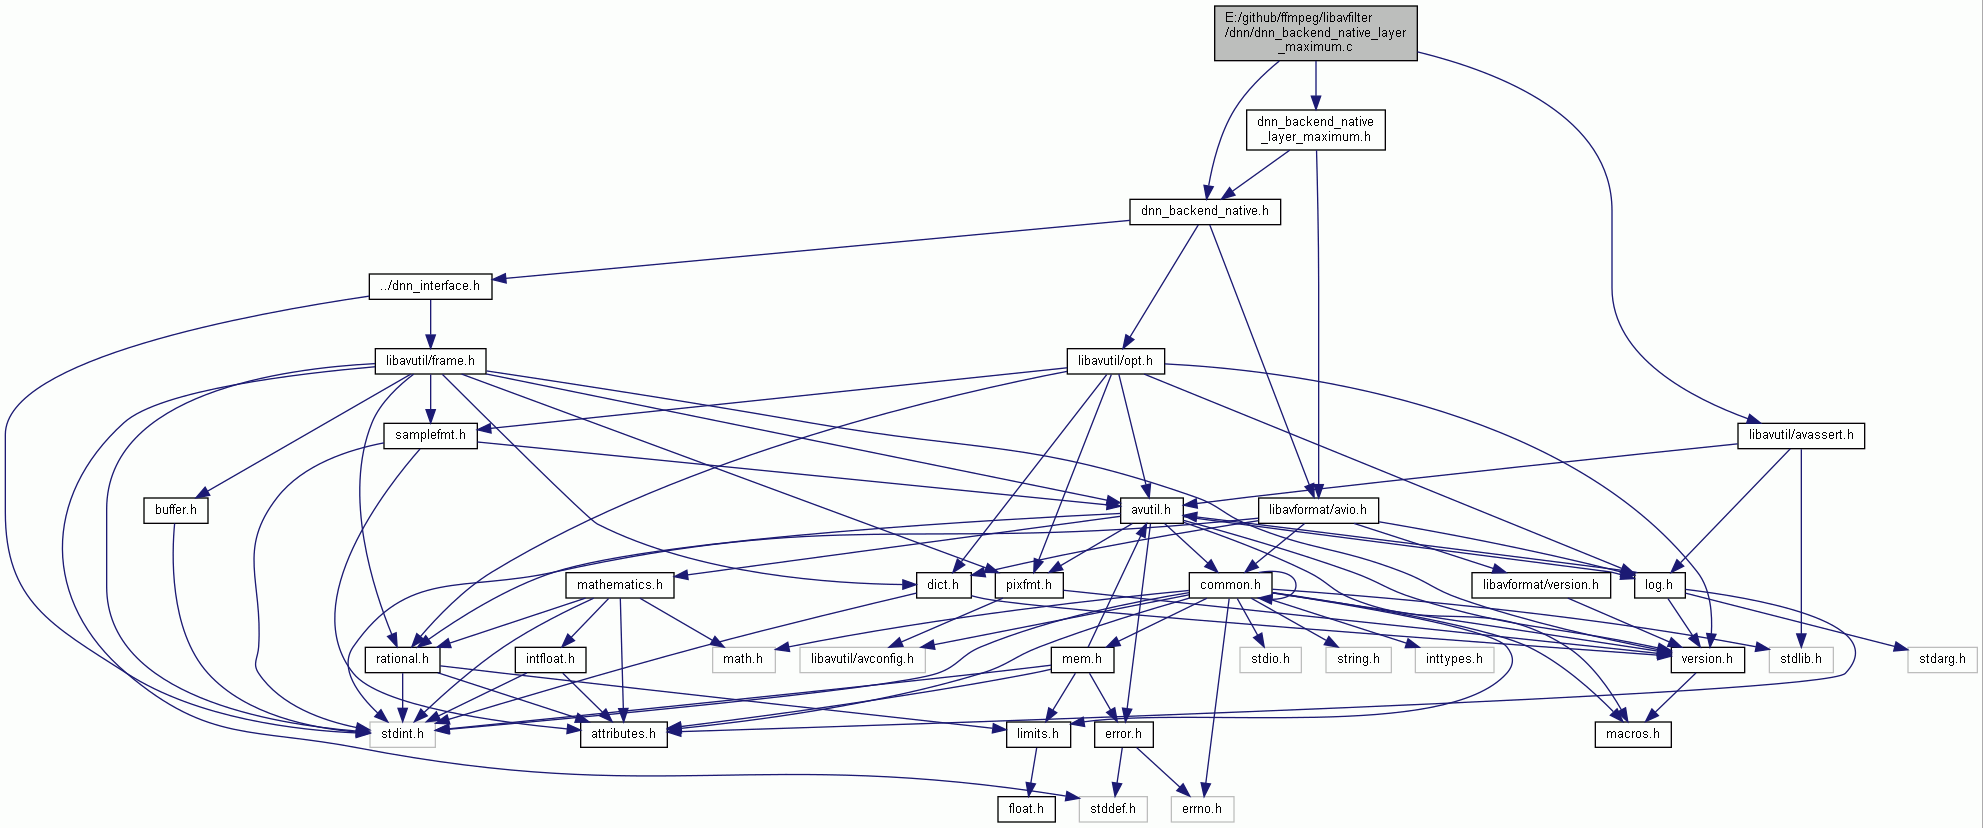 E:/github/ffmpeg/libavfilter
/dnn/dnn_backend_native_layer
_maximum.c
dnn_backend_native
_layer_maximum.h
dnn_backend_native.h
../dnn_interface.h
libavutil/frame.h
libavutil/opt.h
samplefmt.h
libavutil/avassert.h
buffer.h
avutil.h
libavformat/avio.h
mathematics.h
dict.h
pixfmt.h
common.h
libavformat/version.h
log.h
rational.h
intfloat.h
math.h
libavutil/avconfig.h
mem.h
stdio.h
string.h
inttypes.h
version.h
stdlib.h
stdarg.h
stdint.h
attributes.h
limits.h
error.h
macros.h
float.h
stddef.h
errno.h